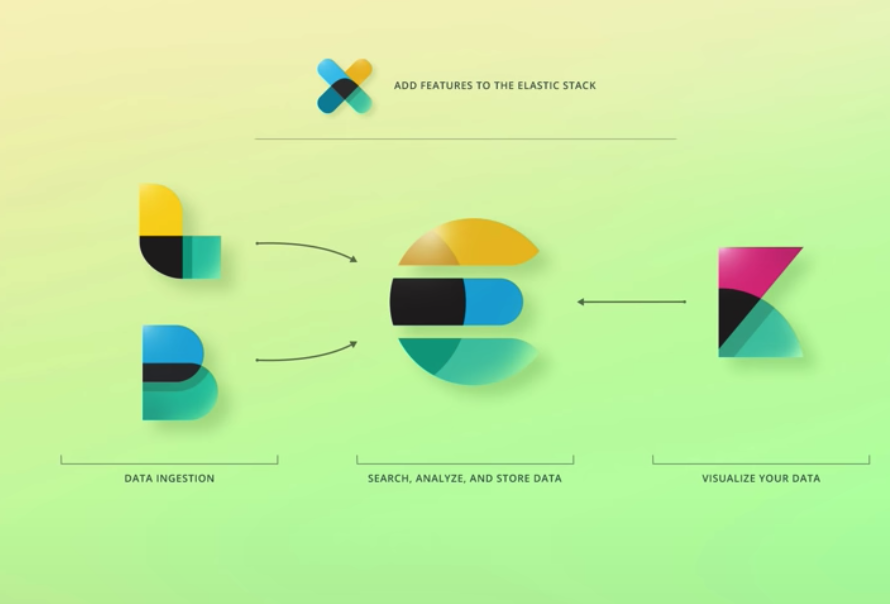 ADD FEATURES TO THE ELASTIC STACK
DATA INGESTION
SEARCH, ANALYZE, AND STORE DATA
VISUALIZE YOUR DATA